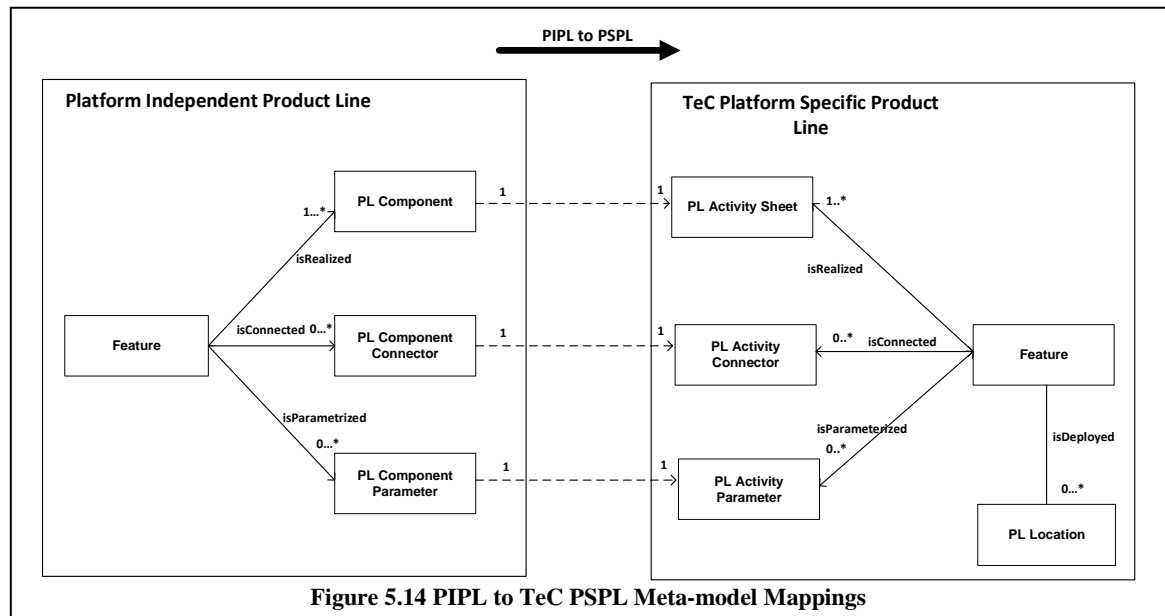 PIPL to PSPL
Platform Independent Product Line
PL Component
1...*
isRealized
Feature
isConnected
0...*
PL Component
Connector
isParametrized
0...*
PL Component
Parameter
1
1
1
1
1
1
TeC Platform Specific Product
Line
PL Activity Sheet
1..*
isRealized
PL Activity
Connector
0..*
isConnected
Feature
isParameterized
0..*
PL Activity
Parameter
isDeployed
0...*
PL Location
Figure 5.14 PIPL to TeC PSPL Meta-model Mappings